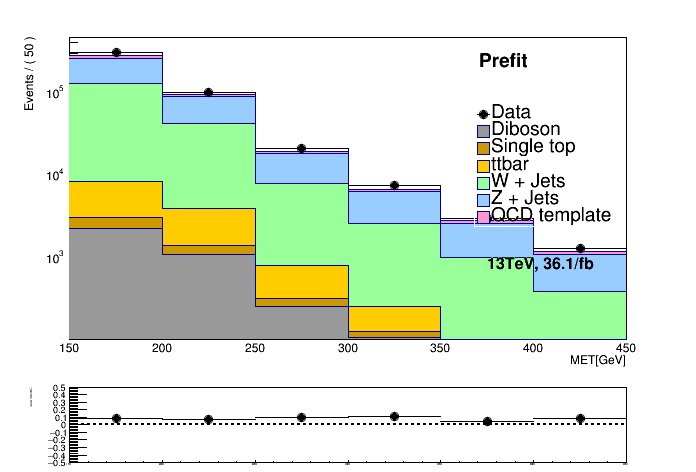 Events / ( 50 )
Prefit
10^5
10^4
10^3
Data
Diboson
Single top
ttbar
W + Jets
Z + Jets
QCD template
13TeV, 36.1/fb
150 200 250 300 350 400 450
MET[GeV]
0.5
0.4
0.3
0.2
0.1
0
−0.1
−0.2
−0.3
−0.4
−0.5